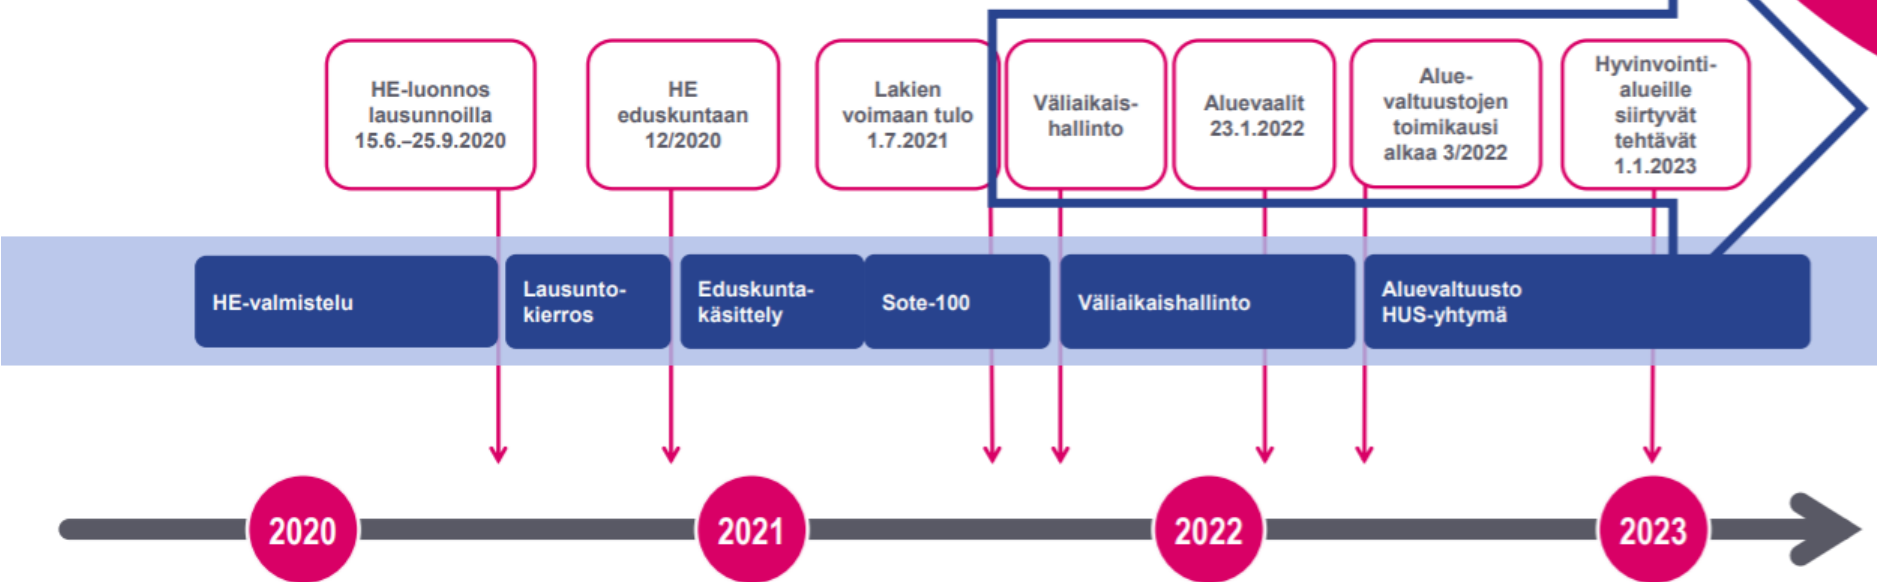 HE-luonnos
lausunnoilla
15.6.–25.9.2020
HE
eduskuntaan
12/2020
Lakien
voimaan tulo
1.7.2021
Väliaikais-
hallinto
Aluevaalit
23.1.2022
Alue-
valtuustojen
toimikausi
alkaa 3/2022
Hyvinvointi-
alueille
siirtyvät
tehtävät
1.1.2023
HE-valmistelu
Lausunto-
kierros
Eduskunta-
käsittely
Sote-100
Väliaikaishallinto
Aluevaltuusto
HUS-yhtymä
2020
2021
2022
2023